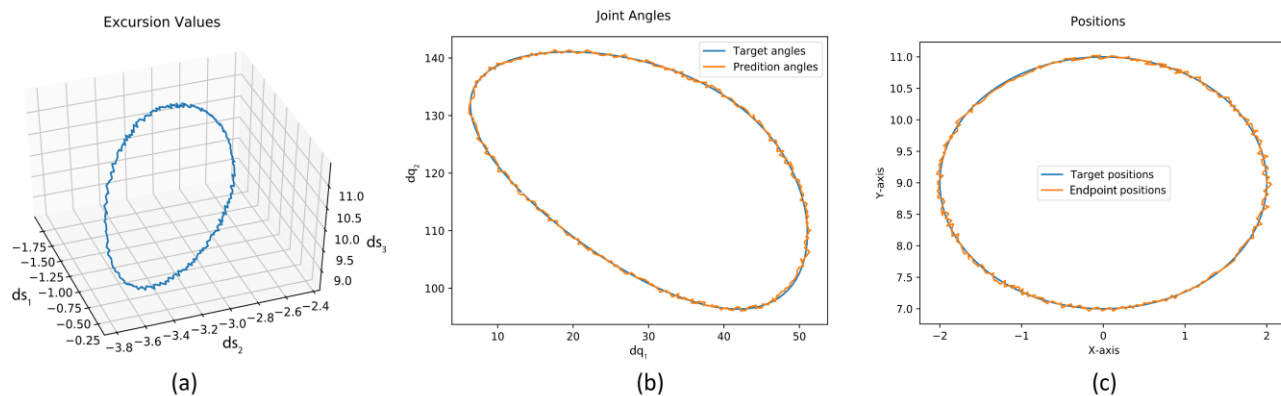 Excursion Values
11.0
10.5
10.0
9.5
9.0
ds₃
−1.75
−1.50
−1.25
−1.00
−0.75
−0.50
−0.25
ds₁
−3.8
−3.6
−3.4
−3.2
−3.0
−2.8
−2.6
−2.4
ds₂
(a)
Joint Angles
Target angles
Predition angles
140
130
120
110
100
dq₂
10
20
30
40
50
dq₁
(b)
Positions
11.0
10.5
10.0
9.5
9.0
8.5
8.0
7.5
7.0
Y-axis
Target positions
Endpoint positions
−2
−1
0
1
2
X-axis
(c)